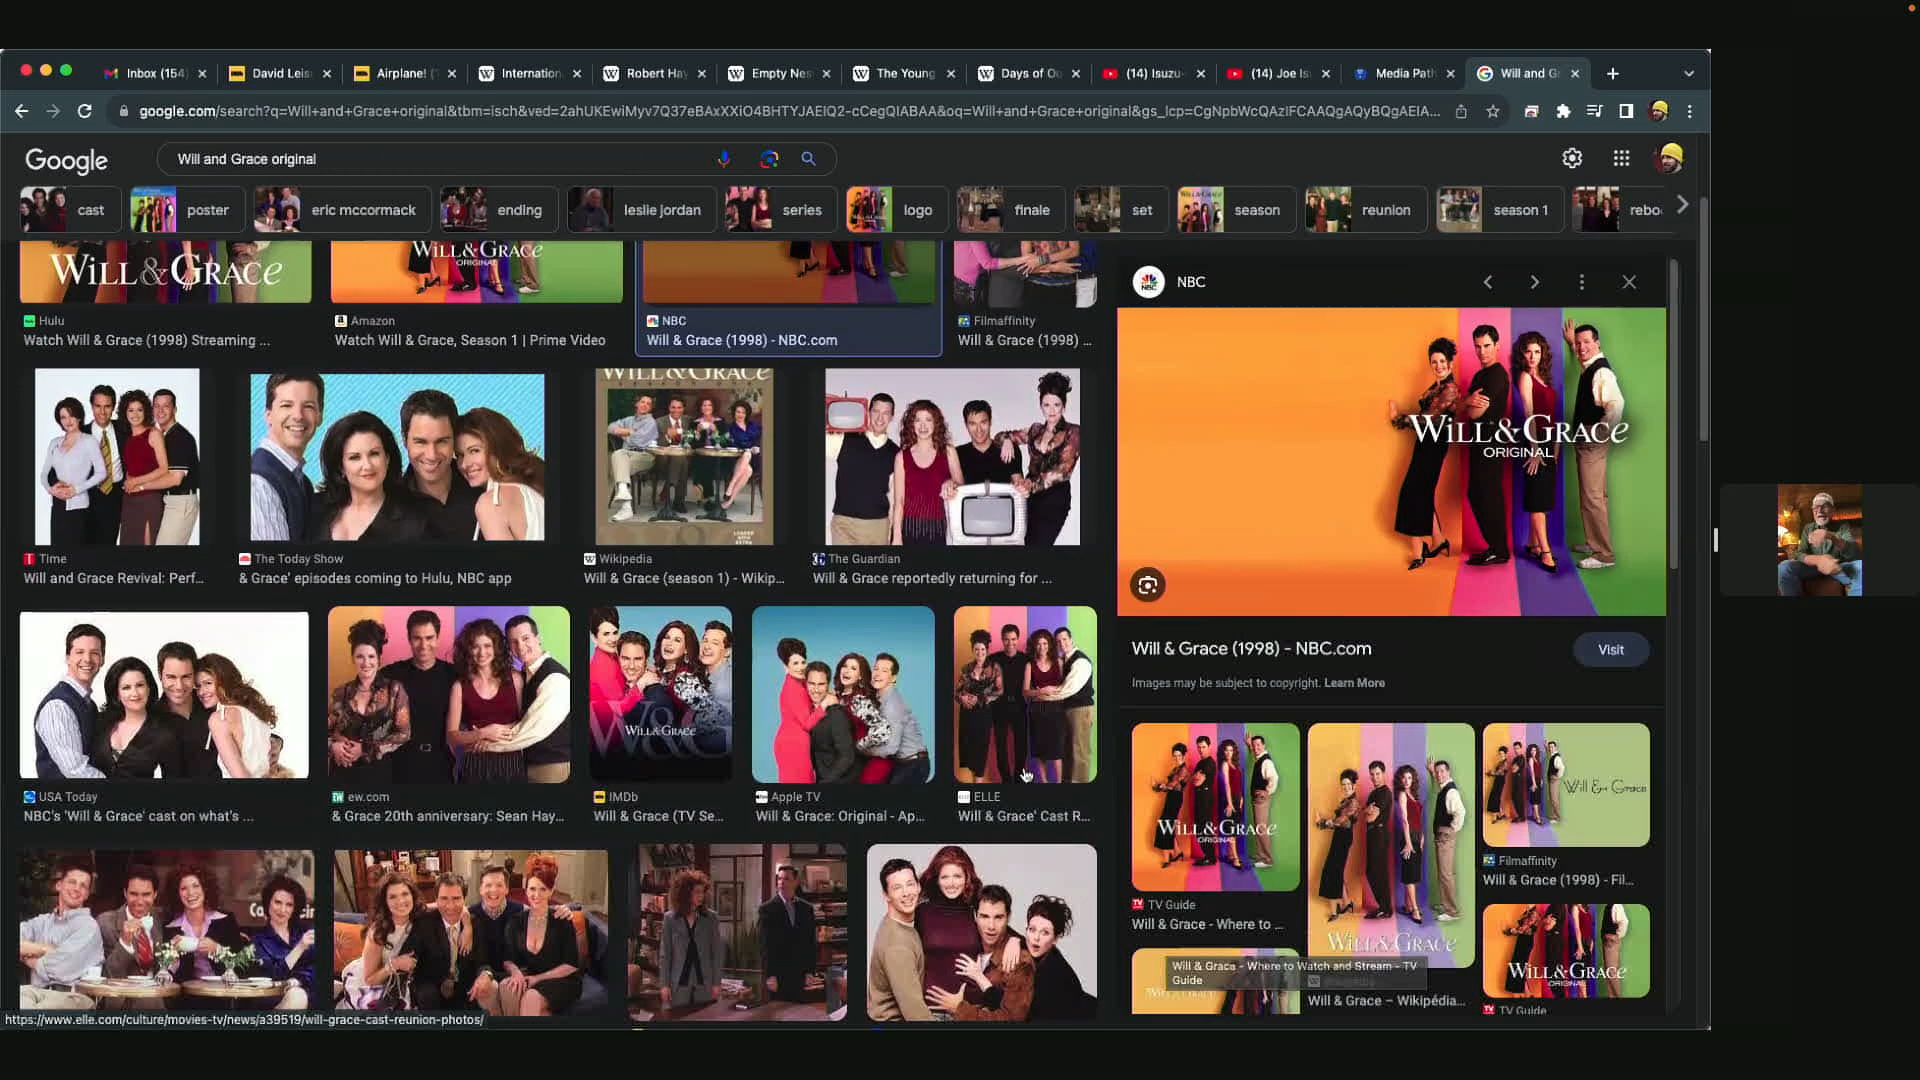 Inbox (154)
David Leis
Airplane! (
Internation
Robert Hay
Empty Nes
The Young
Days of Ou
(14) Isuzu
(14) Joe Is
Media Path
Will and Gr
google.com/search?q=Will+and+Grace+original&tbm=isch&ved=2ahUKEwiMyv7Q37eBAxXXiO4BHTYJAEIQ2-cCegQIABAA&oq=Will+and+Grace+original&gs_lcp=CgNpbWcQAzIFCAAQgAQyBQgAEIA...
Google
Will and Grace original
cast
poster
eric mccormack
ending
leslie jordan
series
logo
finale
set
season
reunion
season 1
reboo
WILL & GRACE
WILL & GRACE
ORIGINAL
Hulu
Watch Will & Grace (1998) Streaming ...
Amazon
Watch Will & Grace, Season 1 | Prime Video
NBC
Will & Grace (1998) - NBC.com
Filmaffinity
Will & Grace (1998) ...
NBC
WILL & GRACE
ORIGINAL
WILL & GRACE
SEASON ONE
Time
Will and Grace Revival: Perf...
The Today Show
& Grace' episodes coming to Hulu, NBC app
Wikipedia
Will & Grace (season 1) - Wikip...
The Guardian
Will & Grace reportedly returning for ...
Will & Grace (1998) - NBC.com
Visit
Images may be subject to copyright. Learn More
W&G
WILL & GRACE
USA Today
NBC's 'Will & Grace' cast on what's ...
ew.com
& Grace 20th anniversary: Sean Hay...
IMDb
Will & Grace (TV Se...
Apple TV
Will & Grace: Original - Ap...
ELLE
Will & Grace' Cast R...
WILL & GRACE
ORIGINAL
TV Guide
Will & Grace - Where to ...
WILL & GRACE
Will & Grace – Wikipédia...
Will & Grace
Filmaffinity
Will & Grace (1998) - Fil...
WILL & GRACE
ORIGINAL
TV Guide
Will & Grace - Where to Watch and Stream - TV
Guide
https://www.elle.com/culture/movies-tv/news/a39519/will-grace-cast-reunion-photos/